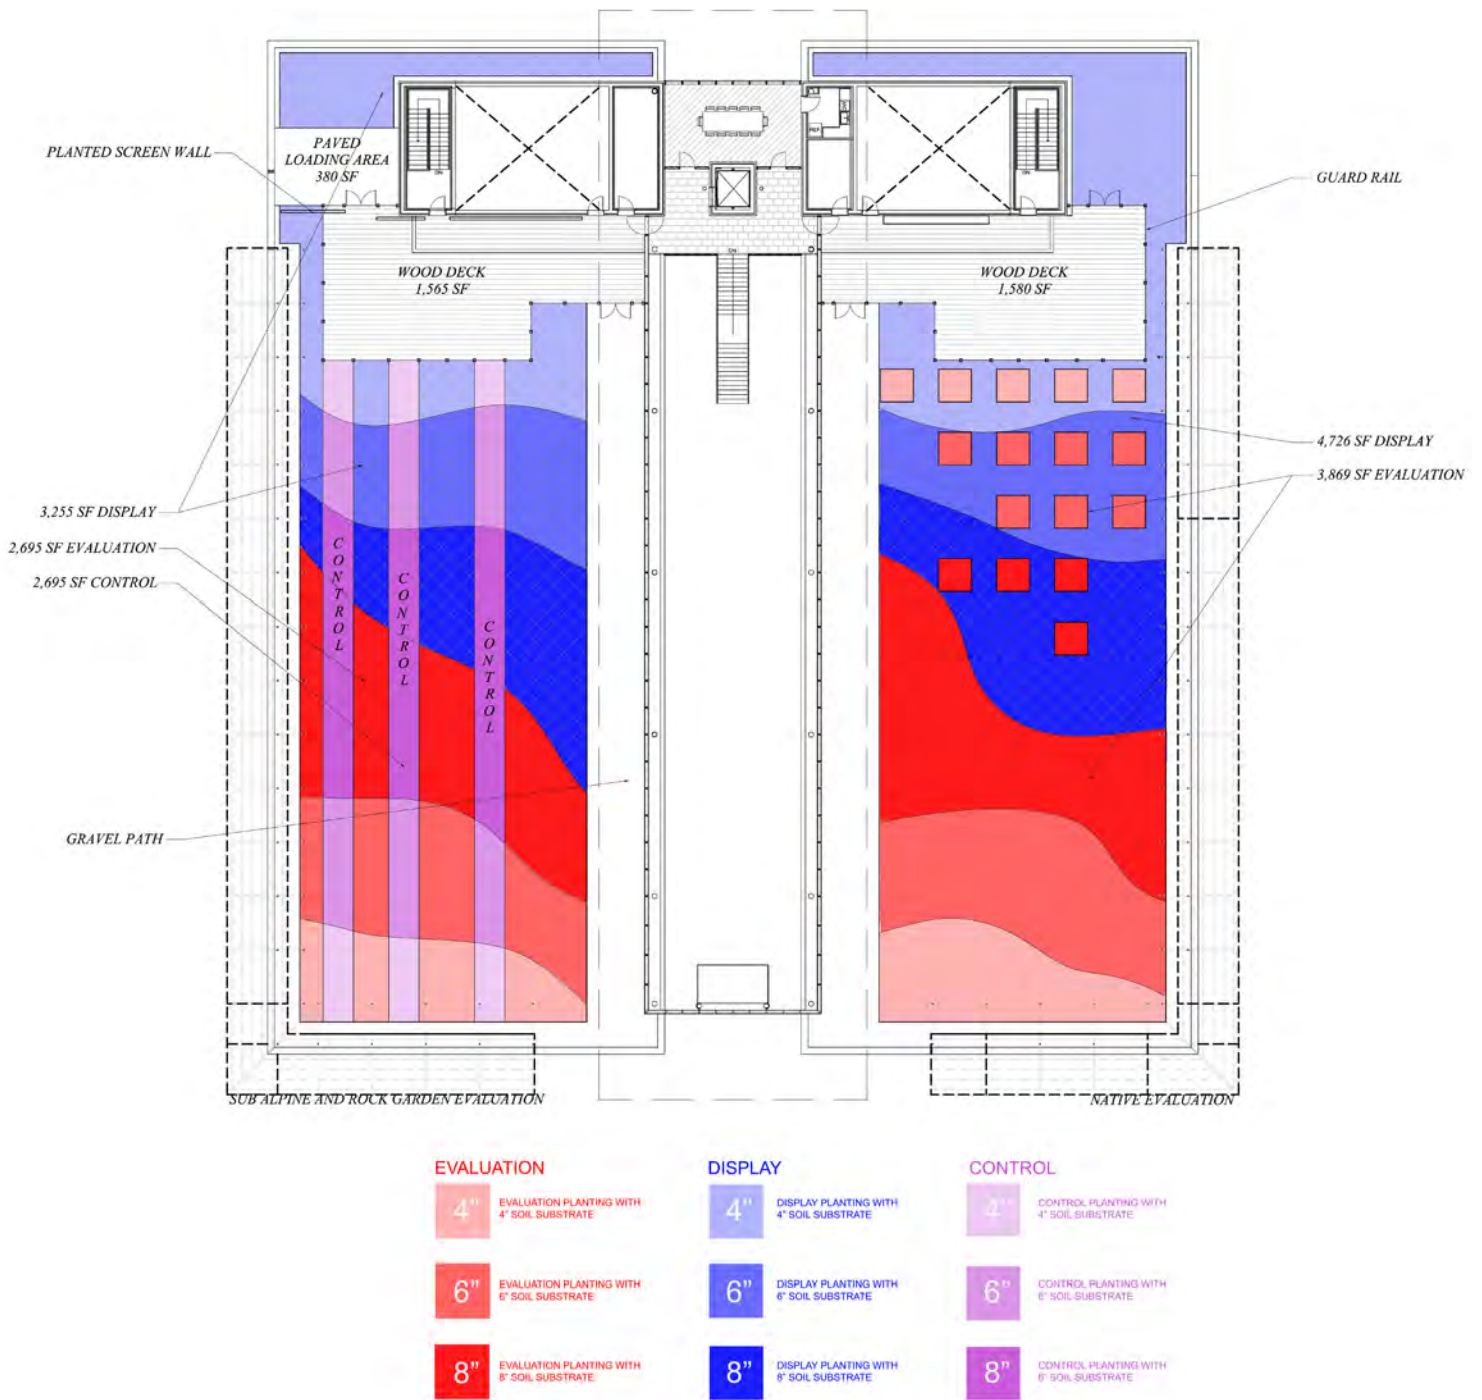 PLANTED SCREEN WALL
PAVED
LOADING AREA
380 SF
DN
REF
DN
GUARD RAIL
DN
WOOD DECK
1,565 SF
WOOD DECK
1,580 SF
4,726 SF DISPLAY
3,869 SF EVALUATION
3,255 SF DISPLAY
2,695 SF EVALUATION
2,695 SF CONTROL
CONTROL
CONTROL
CONTROL
GRAVEL PATH
SUB ALPINE AND ROCK GARDEN EVALUATION
NATIVE EVALUATION
EVALUATION
DISPLAY
CONTROL
4"
EVALUATION PLANTING WITH
4" SOIL SUBSTRATE
4"
DISPLAY PLANTING WITH
4" SOIL SUBSTRATE
4"
CONTROL PLANTING WITH
4" SOIL SUBSTRATE
6"
EVALUATION PLANTING WITH
6" SOIL SUBSTRATE
6"
DISPLAY PLANTING WITH
6" SOIL SUBSTRATE
6"
CONTROL PLANTING WITH
6" SOIL SUBSTRATE
8"
EVALUATION PLANTING WITH
8" SOIL SUBSTRATE
8"
DISPLAY PLANTING WITH
8" SOIL SUBSTRATE
8"
CONTROL PLANTING WITH
6" SOIL SUBSTRATE